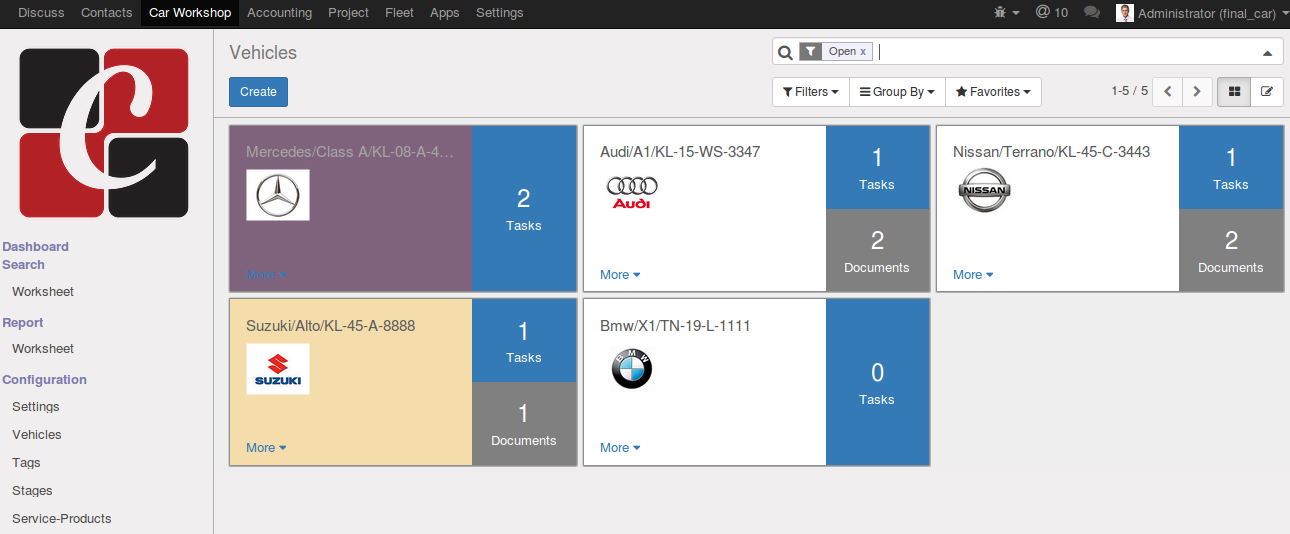 Discuss Contacts Car Workshop Accounting Project Fleet Apps Settings @ 10 Administrator (final_car)
Vehicles
Open x
Create
Filters Group By Favorites 1-5 / 5
Dashboard
Search
Worksheet
Report
Worksheet
Configuration
Settings
Vehicles
Tags
Stages
Service-Products
Mercedes/Class A/KL-08-A-4...
2
Tasks
More
Audi/A1/KL-15-WS-3347
Audi
1
Tasks
2
Documents
More
Nissan/Terrano/KL-45-C-3443
NISSAN
1
Tasks
2
Documents
More
Suzuki/Alto/KL-45-A-8888
SUZUKI
1
Tasks
1
Documents
More
Bmw/X1/TN-19-L-1111
BMW
0
Tasks
More